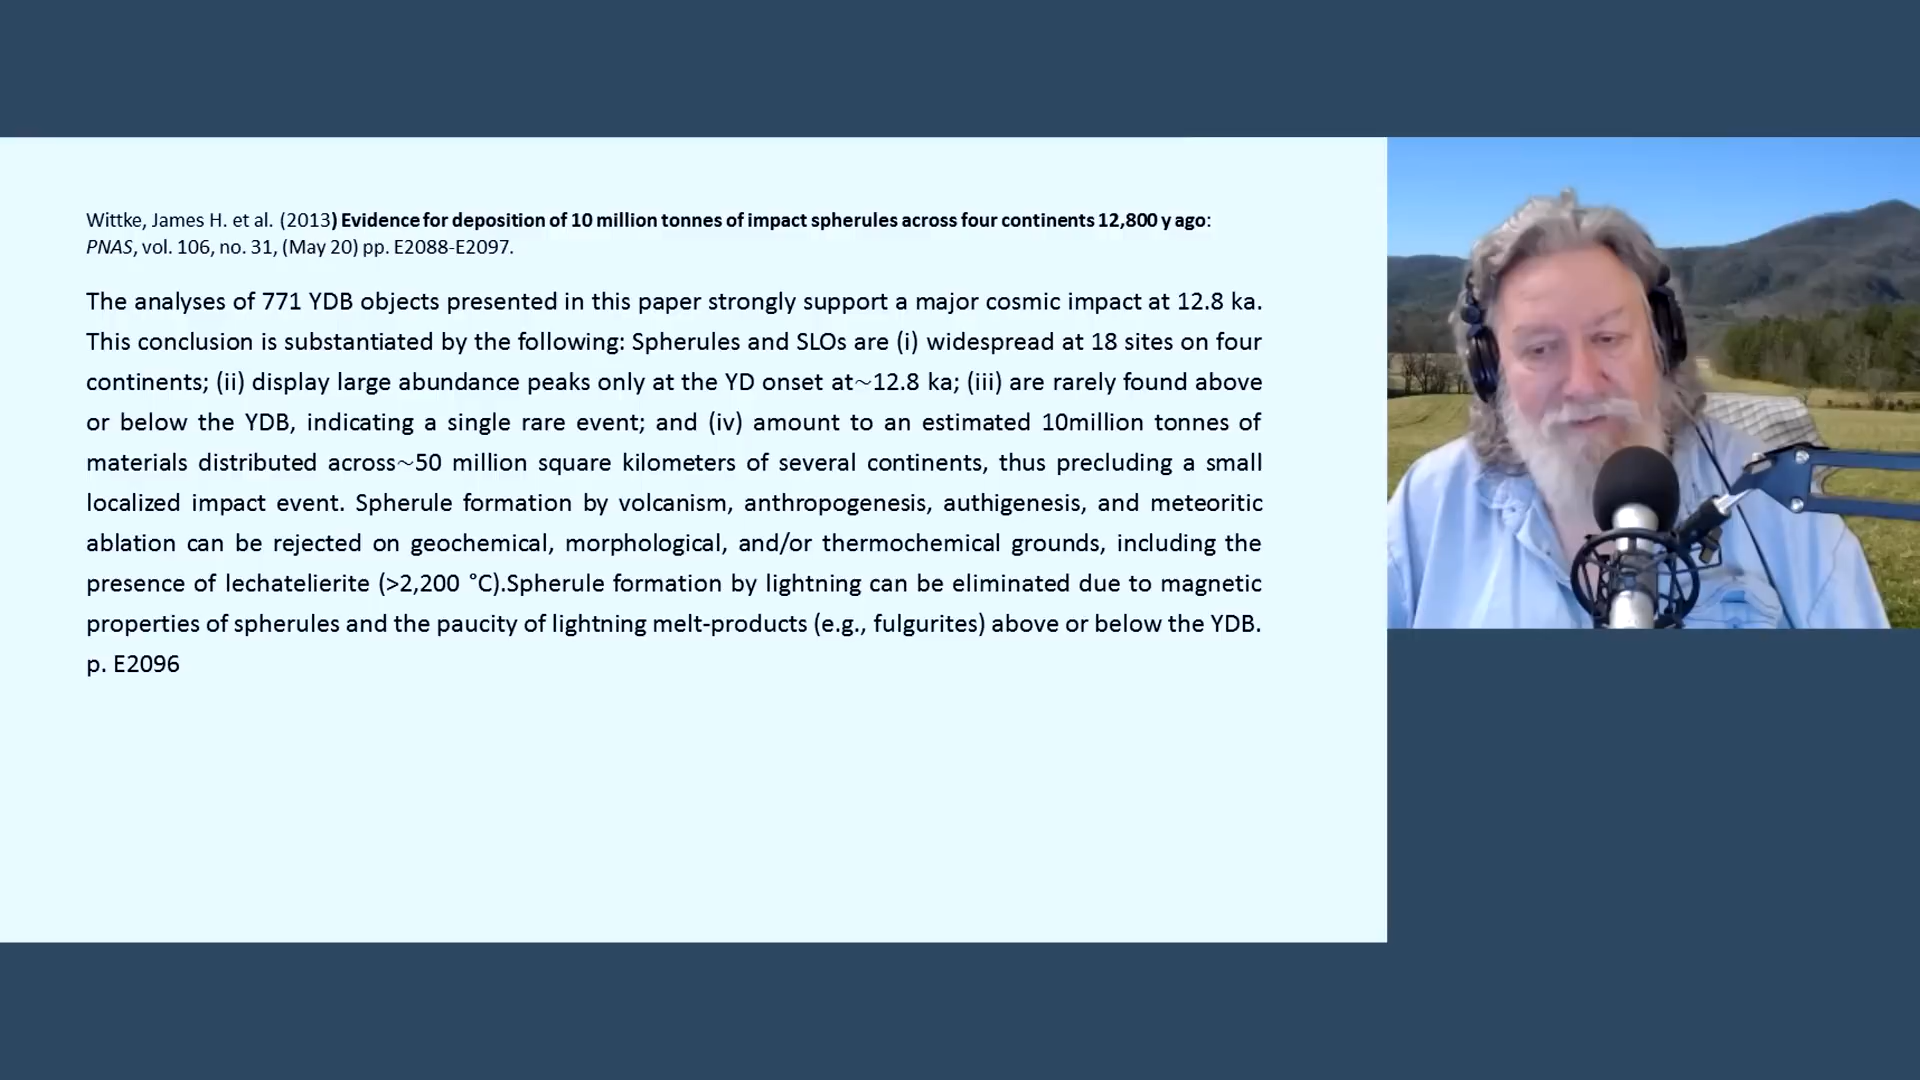 Wittke, James H. et al. (2013) Evidence for deposition of 10 million tonnes of impact spherules across four continents 12,800 y ago:
PNAS, vol. 106, no. 31, (May 20) pp. E2088-E2097.
The analyses of 771 YDB objects presented in this paper strongly support a major cosmic impact at 12.8 ka.
This conclusion is substantiated by the following: Spherules and SLOs are (i) widespread at 18 sites on four
continents; (ii) display large abundance peaks only at the YD onset at∼12.8 ka; (iii) are rarely found above
or below the YDB, indicating a single rare event; and (iv) amount to an estimated 10million tonnes of
materials distributed across∼50 million square kilometers of several continents, thus precluding a small
localized impact event. Spherule formation by volcanism, anthropogenesis, authigenesis, and meteoritic
ablation can be rejected on geochemical, morphological, and/or thermochemical grounds, including the
presence of lechatelierite (>2,200 °C).Spherule formation by lightning can be eliminated due to magnetic
properties of spherules and the paucity of lightning melt-products (e.g., fulgurites) above or below the YDB.
p. E2096